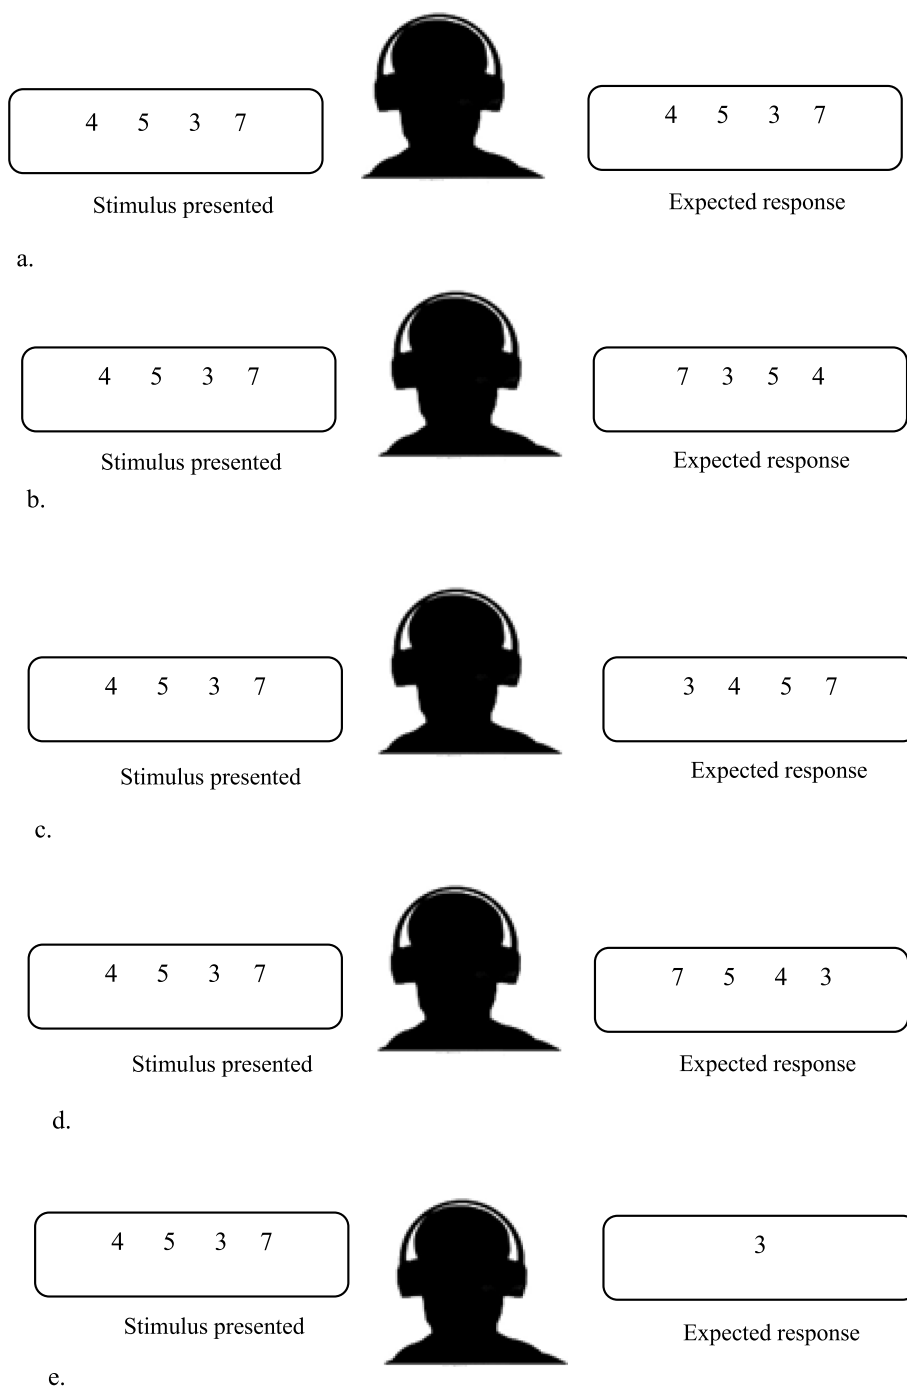 4 5 3 7
4 5 3 7
Stimulus presented
Expected response
a.
4 5 3 7
7 3 5 4
Stimulus presented
Expected response
b.
4 5 3 7
3 4 5 7
Stimulus presented
Expected response
c.
4 5 3 7
7 5 4 3
Stimulus presented
Expected response
d.
4 5 3 7
3
Stimulus presented
Expected response
e.